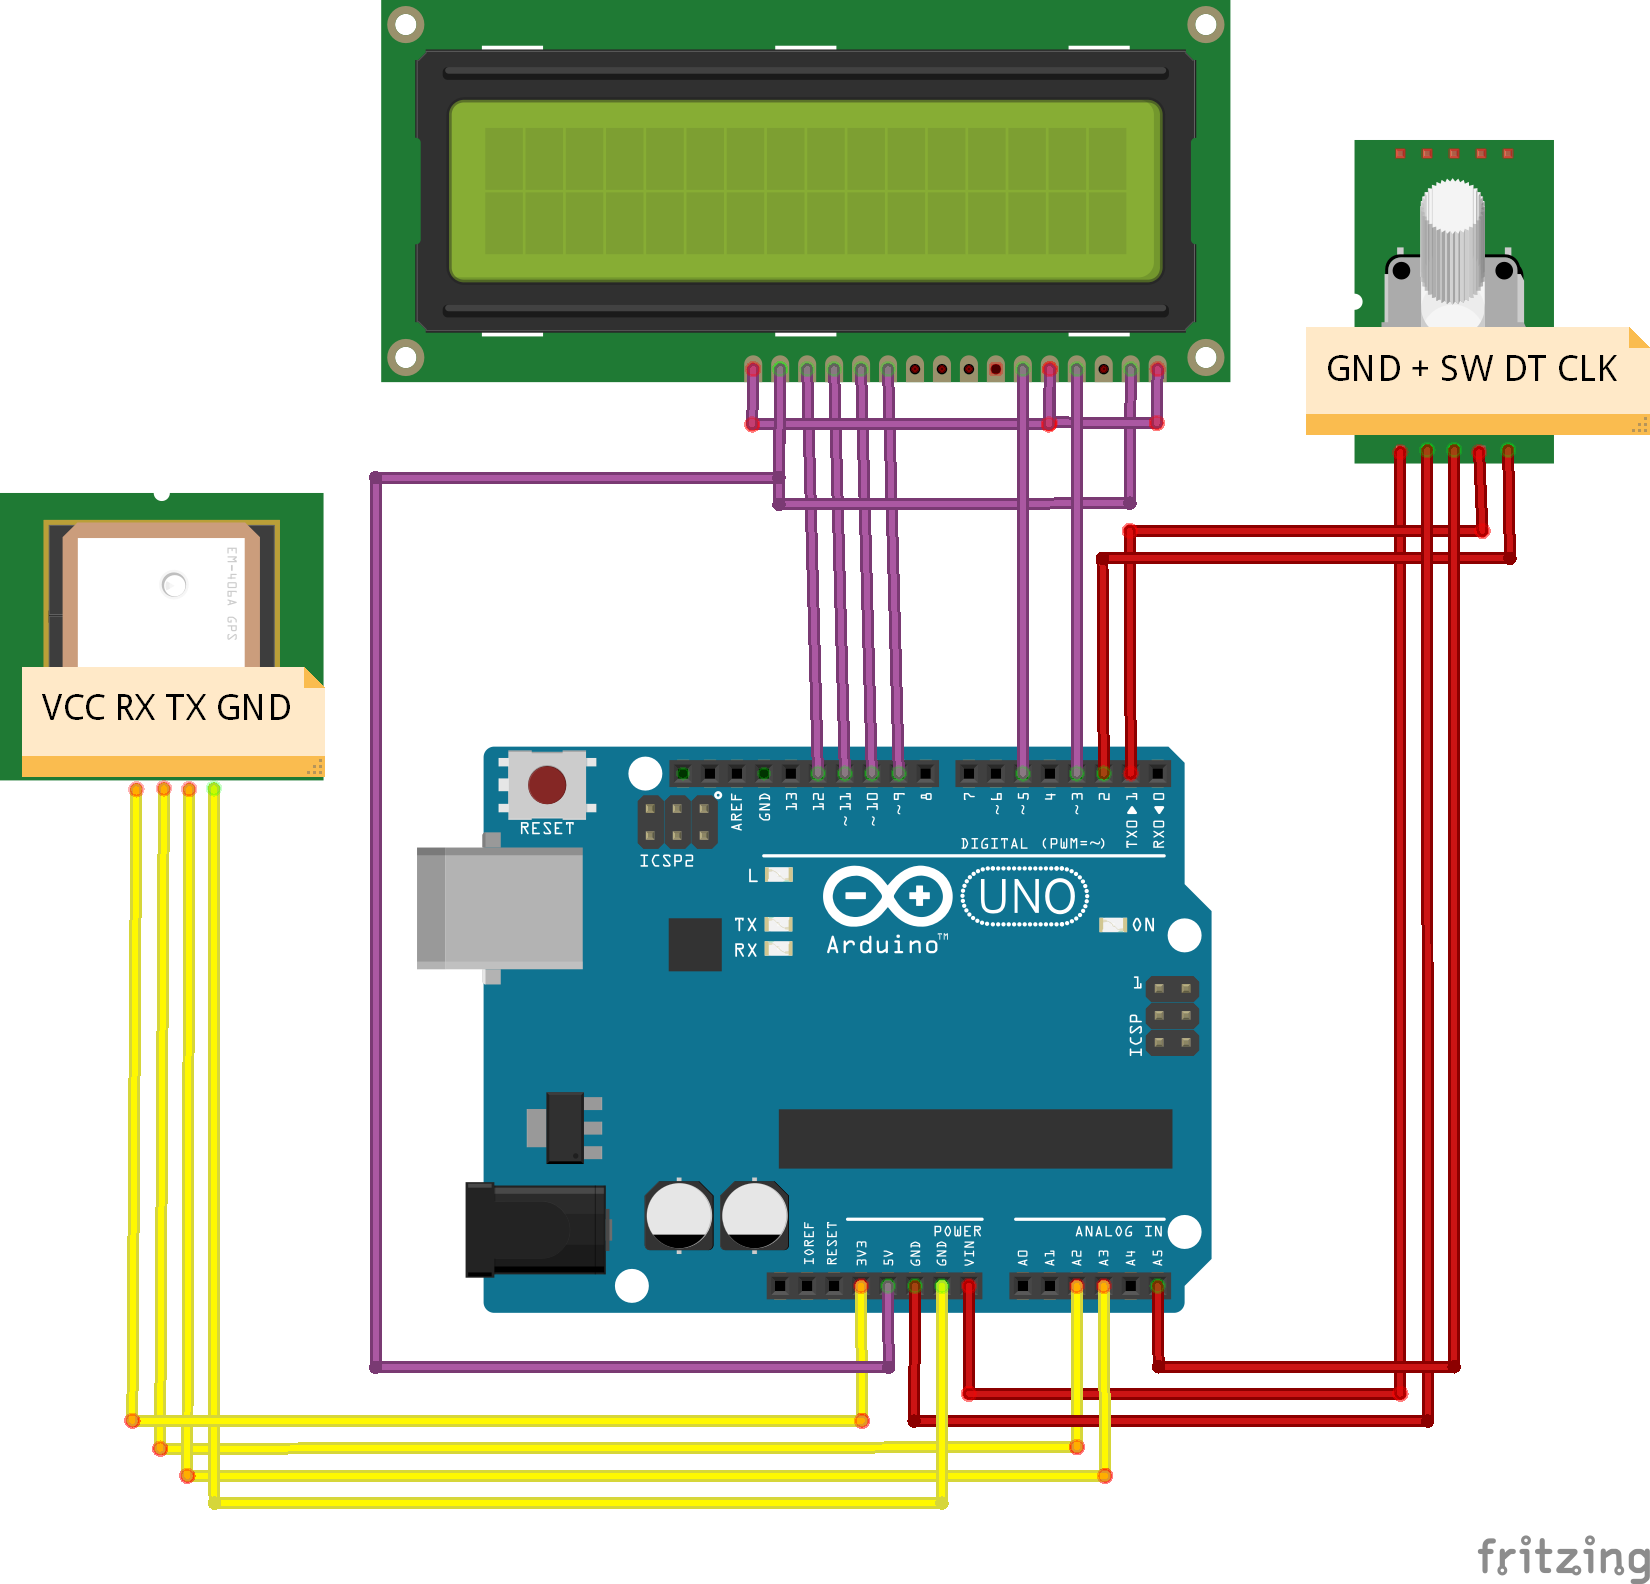 GND + SW DT CLK
EM-406A GPS
VCC RX TX GND
RESET
ICSP2
AREF
GND
13
12
~11
~10
~9
8
7
~6
~5
4
~3
2
TX0▶1
RX0◀0
DIGITAL (PWM=~)
L
TX
RX
UNO
Arduino™
ON
1
ICSP
POWER
ANALOG IN
IOREF
RESET
3V3
5V
GND
GND
VIN
A0
A1
A2
A3
A4
A5
fritzing